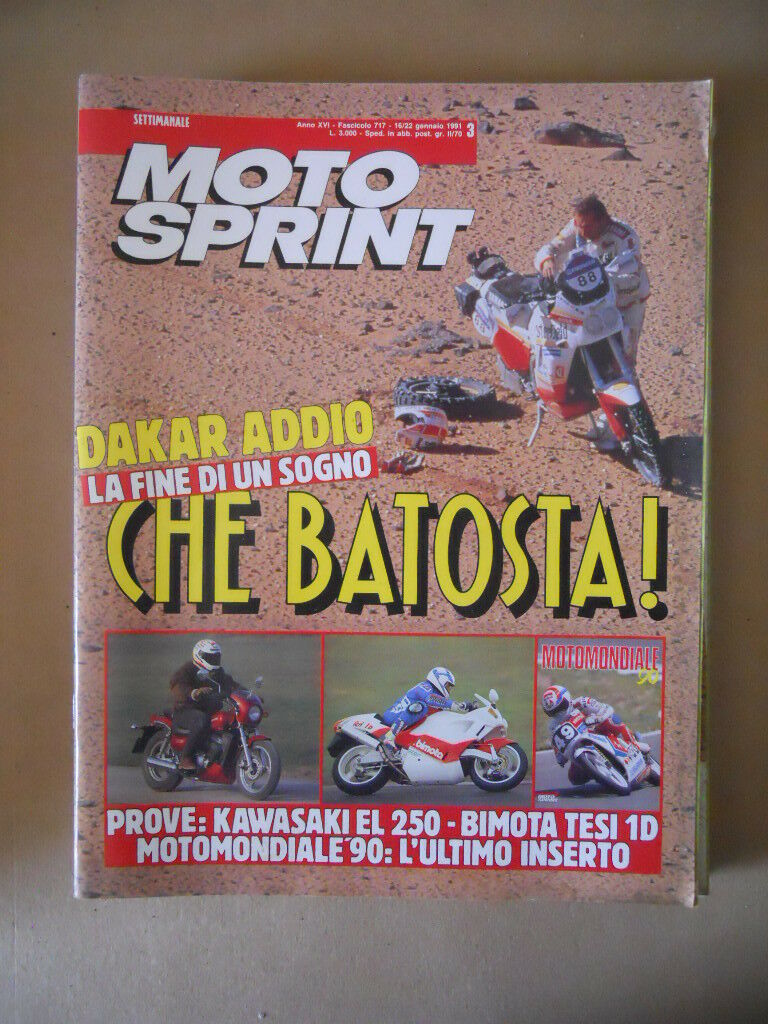 SETTIMANALE
Anno XVI - Fascicolo 717 - 16/22 gennaio 1991
L. 3.000 - Sped. in abb. post. gr. II/70
3
MOTO
SPRINT
88
DAKAR ADDIO
LA FINE DI UN SOGNO
CHE BATOSTA!
MOTOMONDIALE
90
bimota
9
PROVE: KAWASAKI EL 250 - BIMOTA TESI 1D
MOTOMONDIALE '90: L'ULTIMO INSERTO